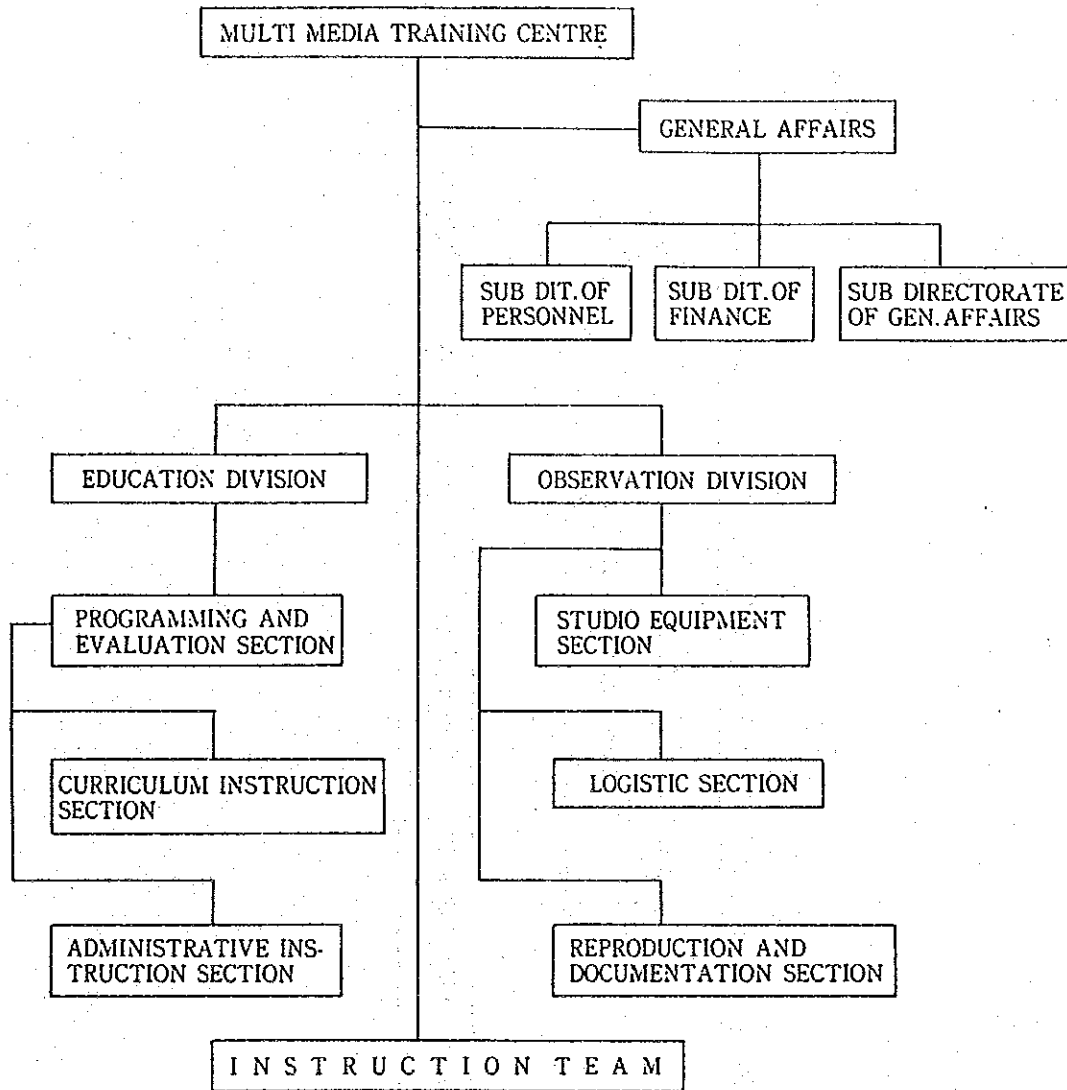 MULTI MEDIA TRAINING CENTRE
GENERAL AFFAIRS
SUB DIT. OF
PERSONNEL
SUB DIT. OF
FINANCE
SUB DIRECTORATE
OF GEN. AFFAIRS
EDUCATION DIVISION
OBSERVATION DIVISION
PROGRAMMING AND
EVALUATION SECTION
STUDIO EQUIPMENT
SECTION
CURRICULUM INSTRUCTION
SECTION
LOGISTIC SECTION
ADMINISTRATIVE INS-
TRUCTION SECTION
REPRODUCTION AND
DOCUMENTATION SECTION
INSTRUCTION TEAM